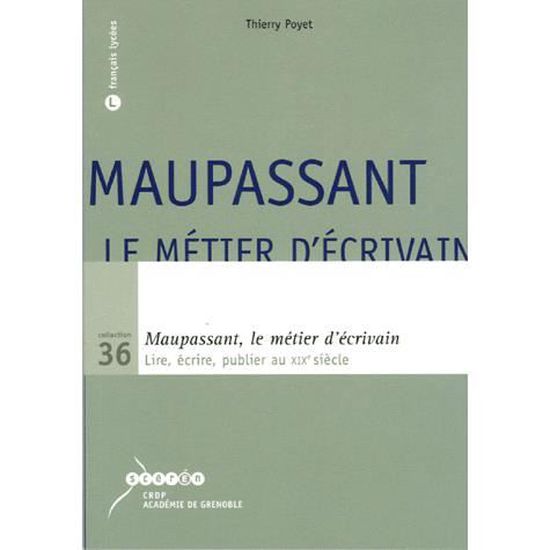 Thierry Poyet
L français lycées
MAUPASSANT
LE MÉTIER D'ÉCRIVAIN
collection
36
Maupassant, le métier d'écrivain
Lire, écrire, publier au XIXe siècle
scérén
CRDP
ACADÉMIE DE GRENOBLE